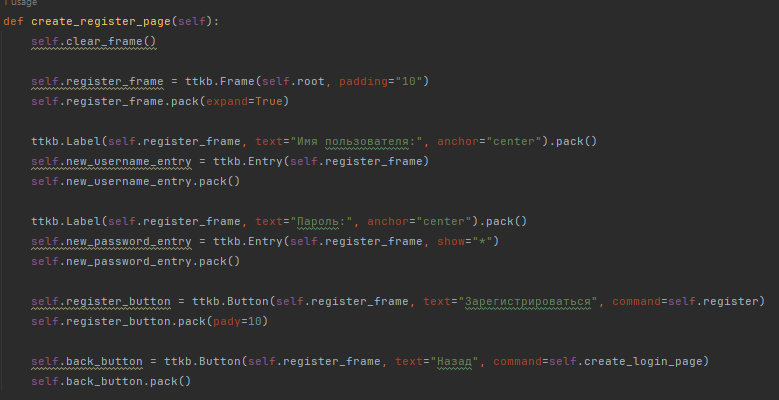 1 usage
def create_register_page(self):
    self.clear_frame()

    self.register_frame = ttkb.Frame(self.root, padding="10")
    self.register_frame.pack(expand=True)

    ttkb.Label(self.register_frame, text="Имя пользователя:", anchor="center").pack()
    self.new_username_entry = ttkb.Entry(self.register_frame)
    self.new_username_entry.pack()

    ttkb.Label(self.register_frame, text="Пароль:", anchor="center").pack()
    self.new_password_entry = ttkb.Entry(self.register_frame, show="*")
    self.new_password_entry.pack()

    self.register_button = ttkb.Button(self.register_frame, text="Зарегистрироваться", command=self.register)
    self.register_button.pack(pady=10)

    self.back_button = ttkb.Button(self.register_frame, text="Назад", command=self.create_login_page)
    self.back_button.pack()